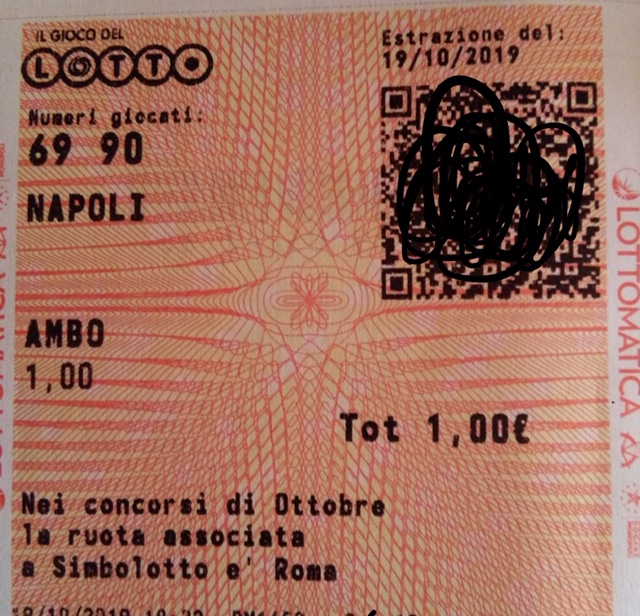 IL GIOCO DEL
LOTTO
Estrazione del:
19/10/2019
Numeri giocati:
69 90
NAPOLI
AMBO
1,00
Tot 1,00€
Nei concorsi di Ottobre
la ruota associata
a Simbolotto e' Roma
LOTTOMATICA